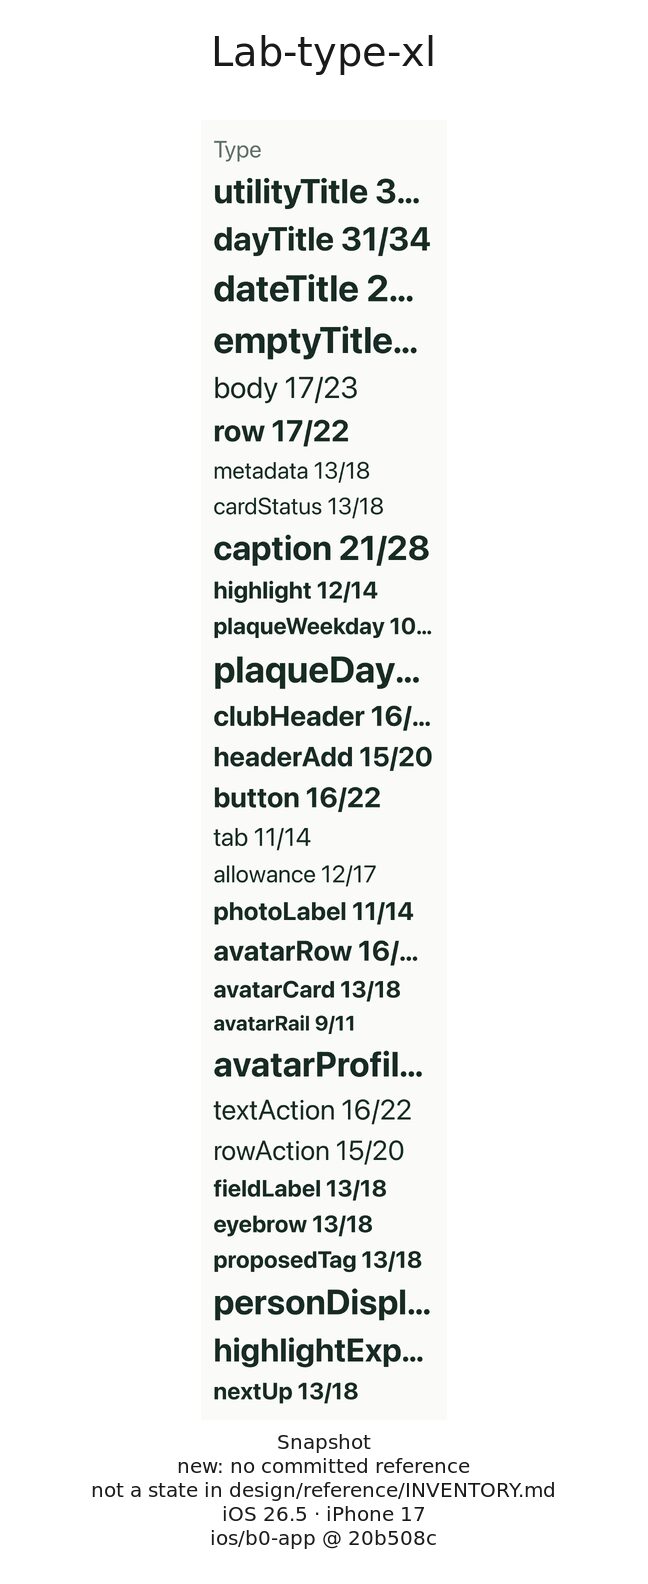 Lab-type-xl
Type
utilityTitle 3...
dayTitle 31/34
dateTitle 2...
emptyTitle...
body 17/23
row 17/22
metadata 13/18
cardStatus 13/18
caption 21/28
highlight 12/14
plaqueWeekday 10...
plaqueDay...
clubHeader 16/...
headerAdd 15/20
button 16/22
tab 11/14
allowance 12/17
photoLabel 11/14
avatarRow 16/...
avatarCard 13/18
avatarRail 9/11
avatarProfil...
textAction 16/22
rowAction 15/20
fieldLabel 13/18
eyebrow 13/18
proposedTag 13/18
personDispl...
highlightExp...
nextUp 13/18
Snapshot
new: no committed reference
not a state in design/reference/INVENTORY.md
iOS 26.5 · iPhone 17
ios/b0-app @ 20b508c